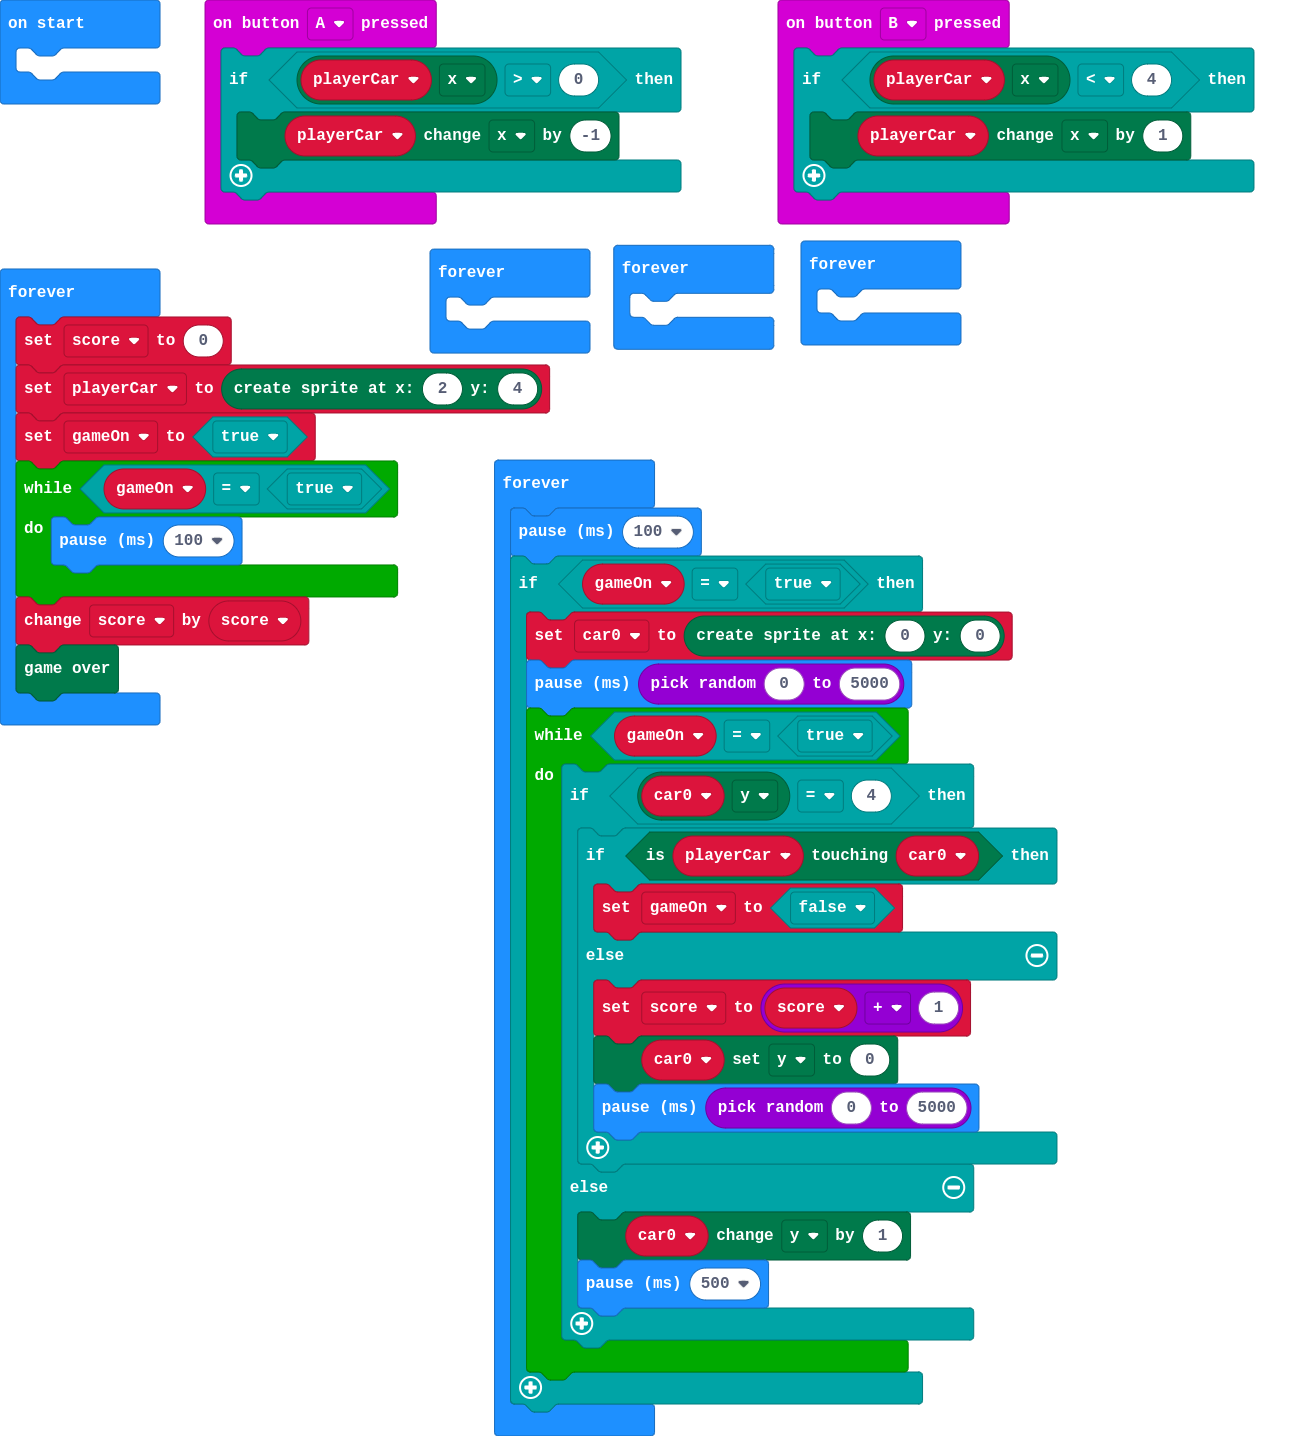 on start
on button A pressed
if playerCar x > 0 then
playerCar change x by -1
on button B pressed
if playerCar x < 4 then
playerCar change x by 1
forever
set score to 0
set playerCar to create sprite at x: 2 y: 4
set gameOn to true
while gameOn = true
do pause (ms) 100
change score by score
game over
forever
forever
forever
forever
pause (ms) 100
if gameOn = true then
set car0 to create sprite at x: 0 y: 0
pause (ms) pick random 0 to 5000
while gameOn = true
do if car0 y = 4 then
if is playerCar touching car0 then
set gameOn to false
else
set score to score + 1
car0 set y to 0
pause (ms) pick random 0 to 5000
else
car0 change y by 1
pause (ms) 500